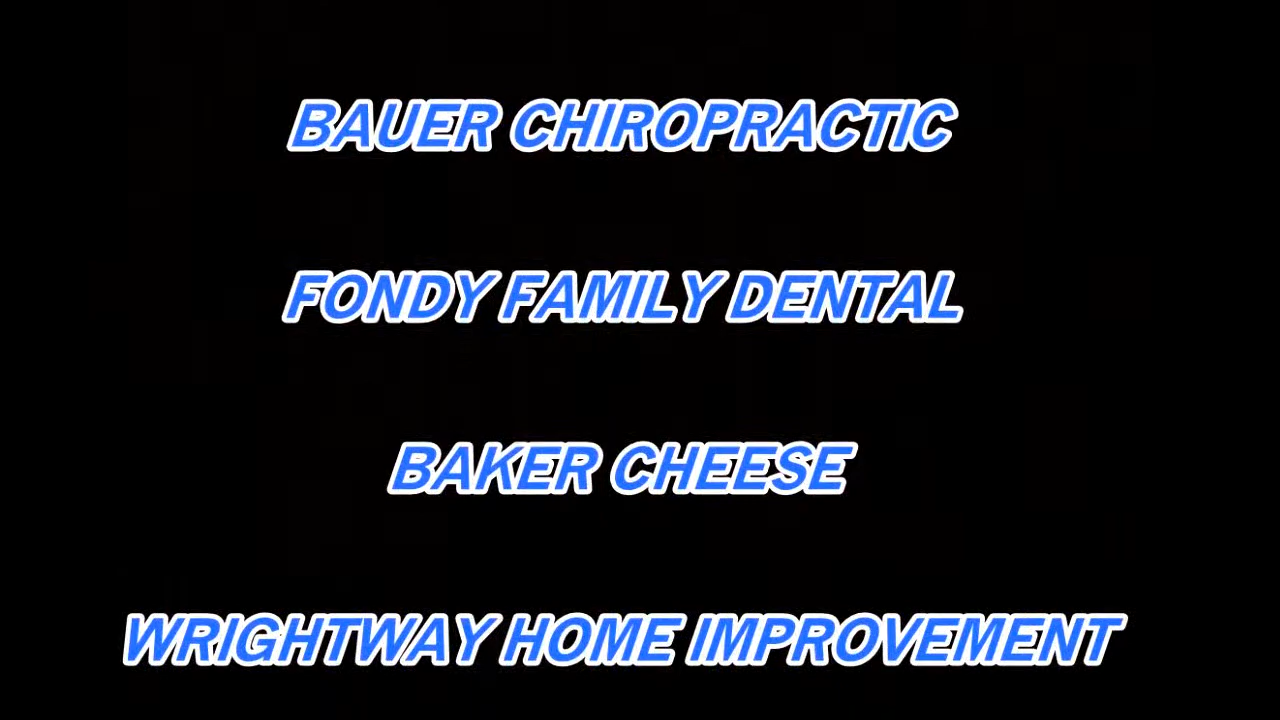 BAUER CHIROPRACTIC
FONDY FAMILY DENTAL
BAKER CHEESE
WRIGHTWAY HOME IMPROVEMENT